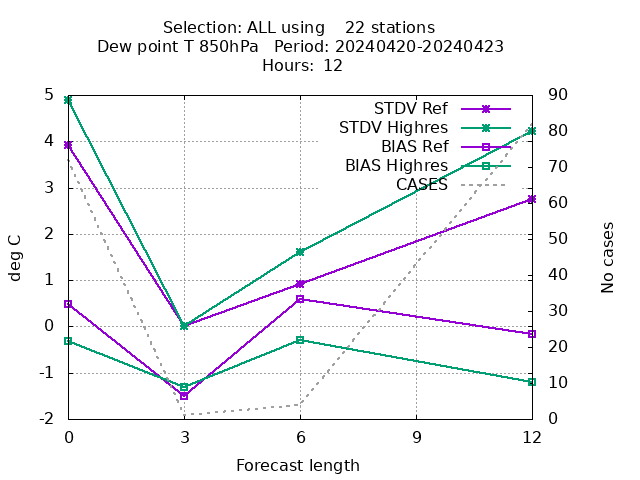 Selection: ALL using    22 stations
Dew point T 850hPa   Period: 20240420-20240423
Hours:  12
STDV Ref
STDV Highres
BIAS Ref
BIAS Highres
CASES
5
4
3
2
1
0
-1
-2
deg C
90
80
70
60
50
40
30
20
10
0
No cases
0
3
6
9
12
Forecast length